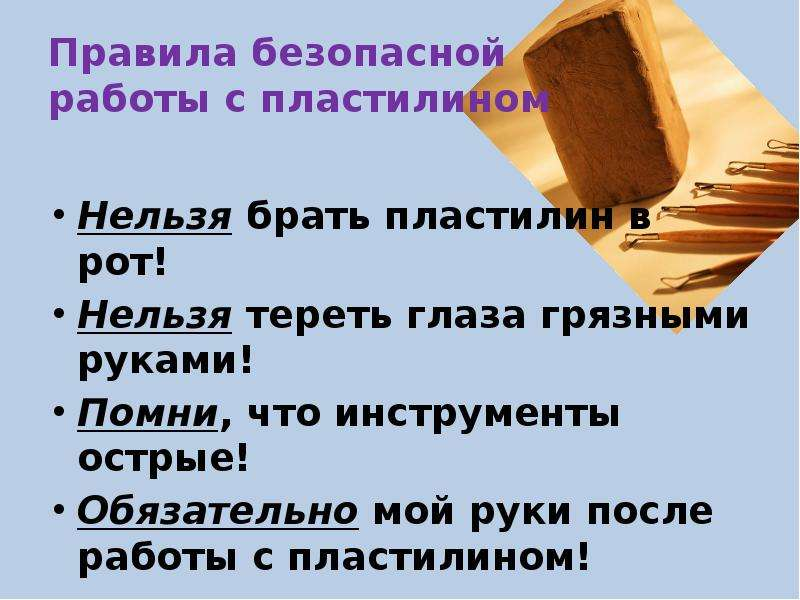 Правила безопасной
работы с пластилином
• Нельзя брать пластилин в
рот!
• Нельзя тереть глаза грязными
руками!
• Помни, что инструменты
острые!
• Обязательно мой руки после
работы с пластилином!